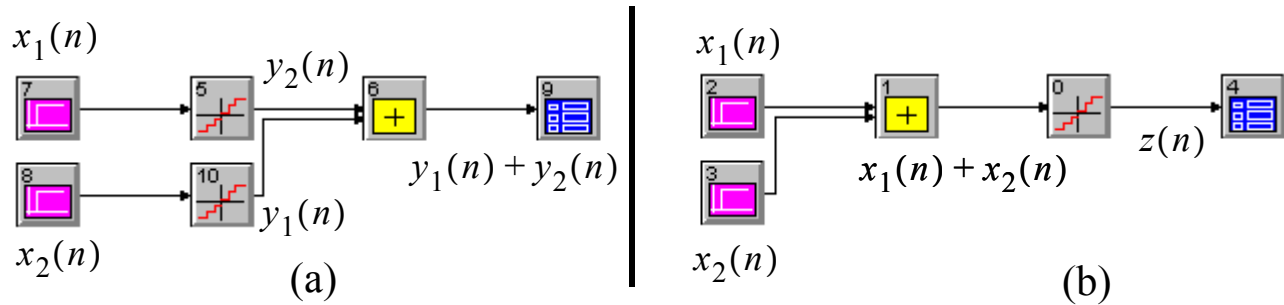 x₁(n)
7
5
y₂(n)
6
+
9
y₁(n) + y₂(n)
8
10
y₁(n)
x₂(n)
(a)
x₁(n)
2
1
+
0
4
z(n)
x₁(n) + x₂(n)
3
x₂(n)
(b)